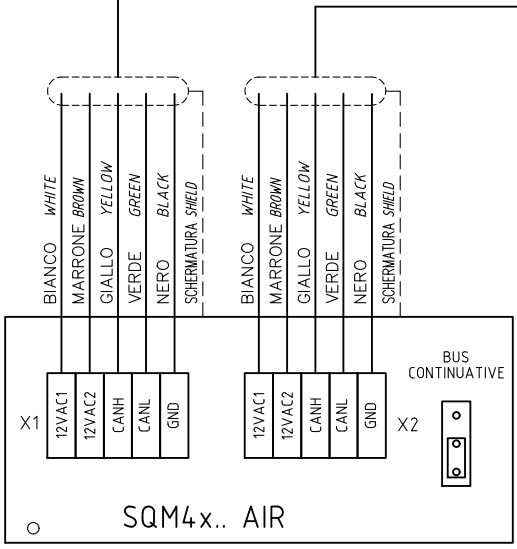 BIANCO WHITE
MARRONE BROWN
GIALLO YELLOW
VERDE GREEN
NERO BLACK
SCHERMATURA SHIELD
BIANCO WHITE
MARRONE BROWN
GIALLO YELLOW
VERDE GREEN
NERO BLACK
SCHERMATURA SHIELD
BUS
CONTINUATIVE
X1
12VAC1
12VAC2
CANH
CANL
GND
12VAC1
12VAC2
CANH
CANL
GND
X2
SQM4x.. AIR